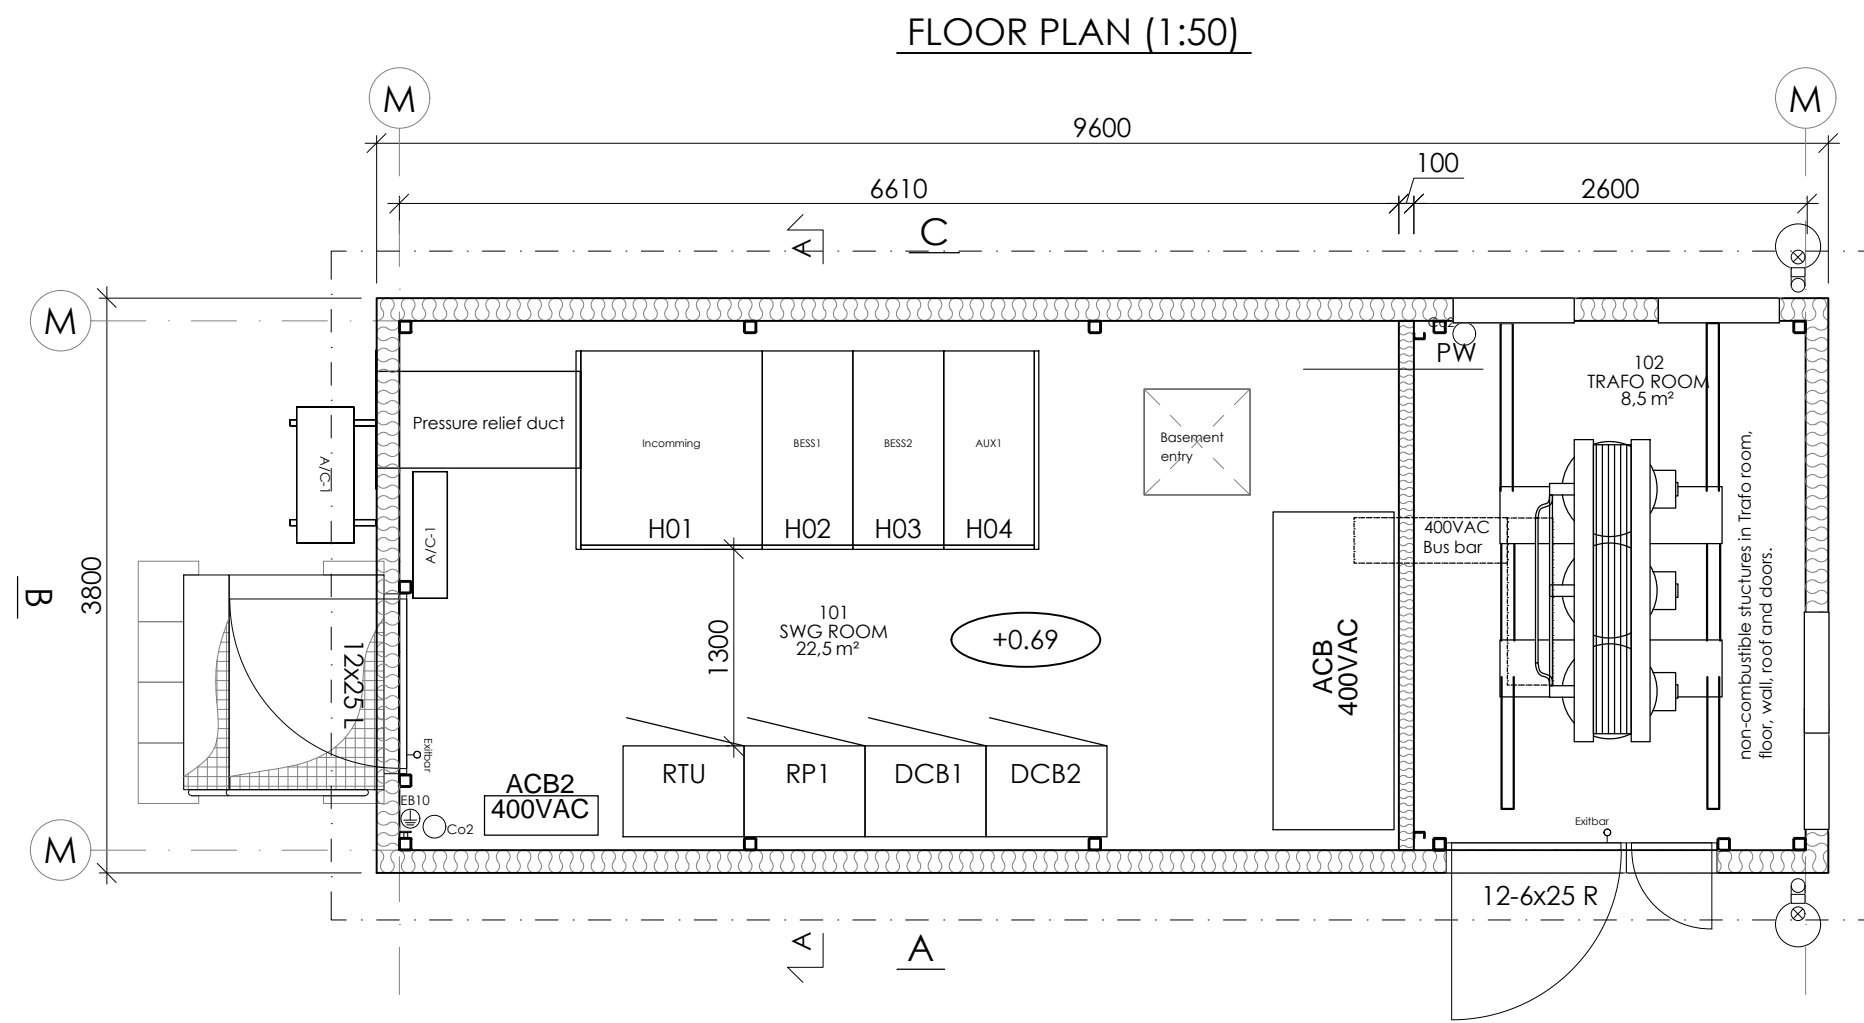 FLOOR PLAN (1:50)
M
M
9600
6610
100
2600
A
C
M
Co2
PW
102
TRAFO ROOM
8,5 m²
Pressure relief duct
Incomming
BESS1
BESS2
AUX1
Basement
entry
A/C-1
H01
H02
H03
H04
A/C-1
400VAC
Bus bar
non-combustible stuctures in Trafo room,
floor, wall, roof and doors.
B
3800
101
SWG ROOM
22,5 m²
1300
+0.69
ACB
400VAC
12x25 L
Exitbar
RTU
RP1
DCB1
DCB2
ACB2
400VAC
EB10
Co2
Exitbar
M
12-6x25 R
A
A